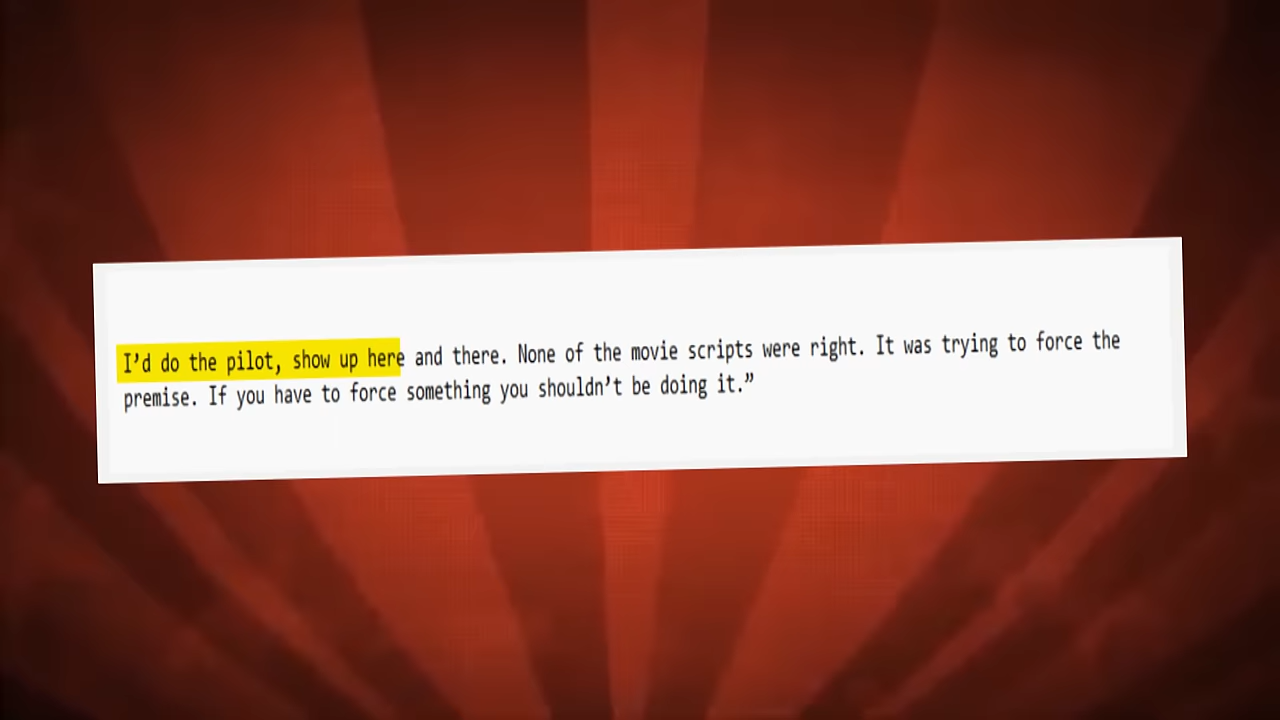 I’d do the pilot, show up here and there. None of the movie scripts were right. It was trying to force the
premise. If you have to force something you shouldn’t be doing it.”